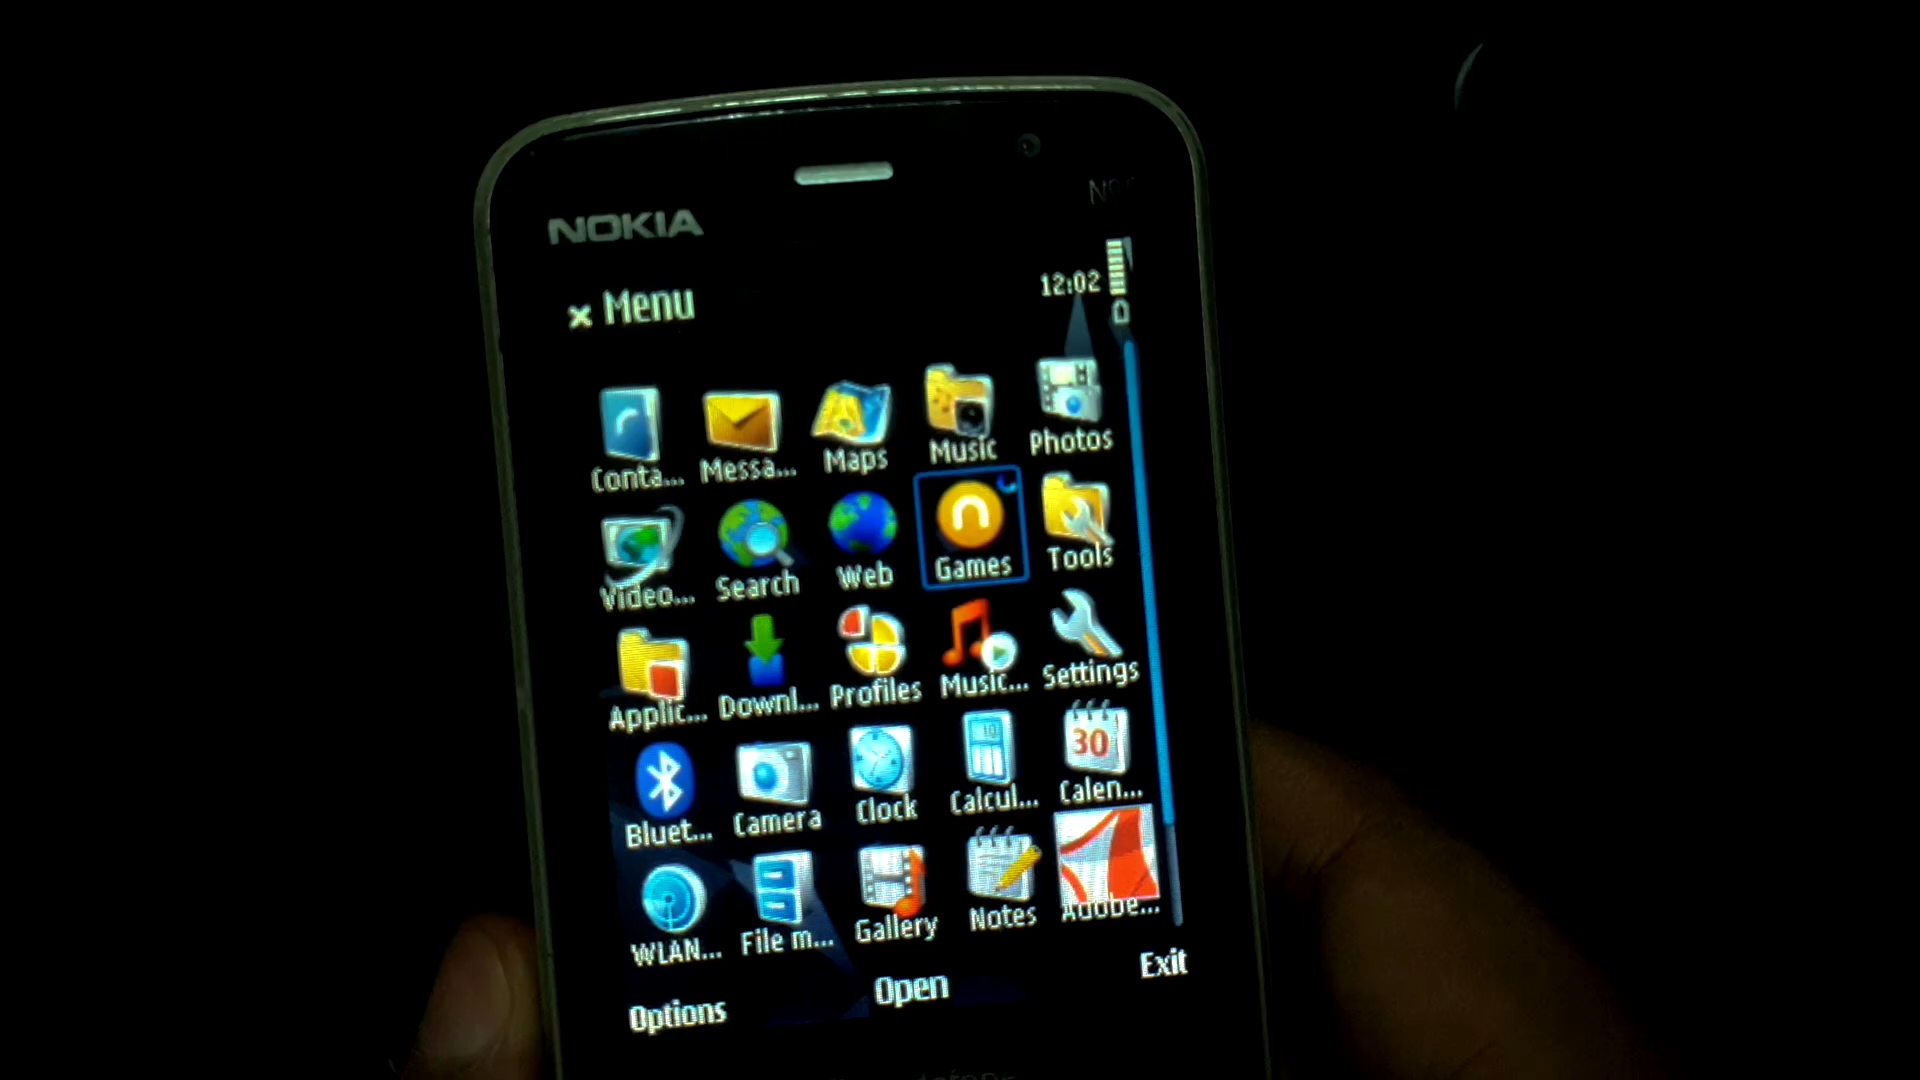 NOKIA
12:02
× Menu
Conta... Messa... Maps Music Photos
Video... Search Web Games Tools
Applic... Downl... Profiles Music... Settings
30
Bluet... Camera Clock Calcul... Calen...
WLAN... File m... Gallery Notes Adobe...
Options Open Exit